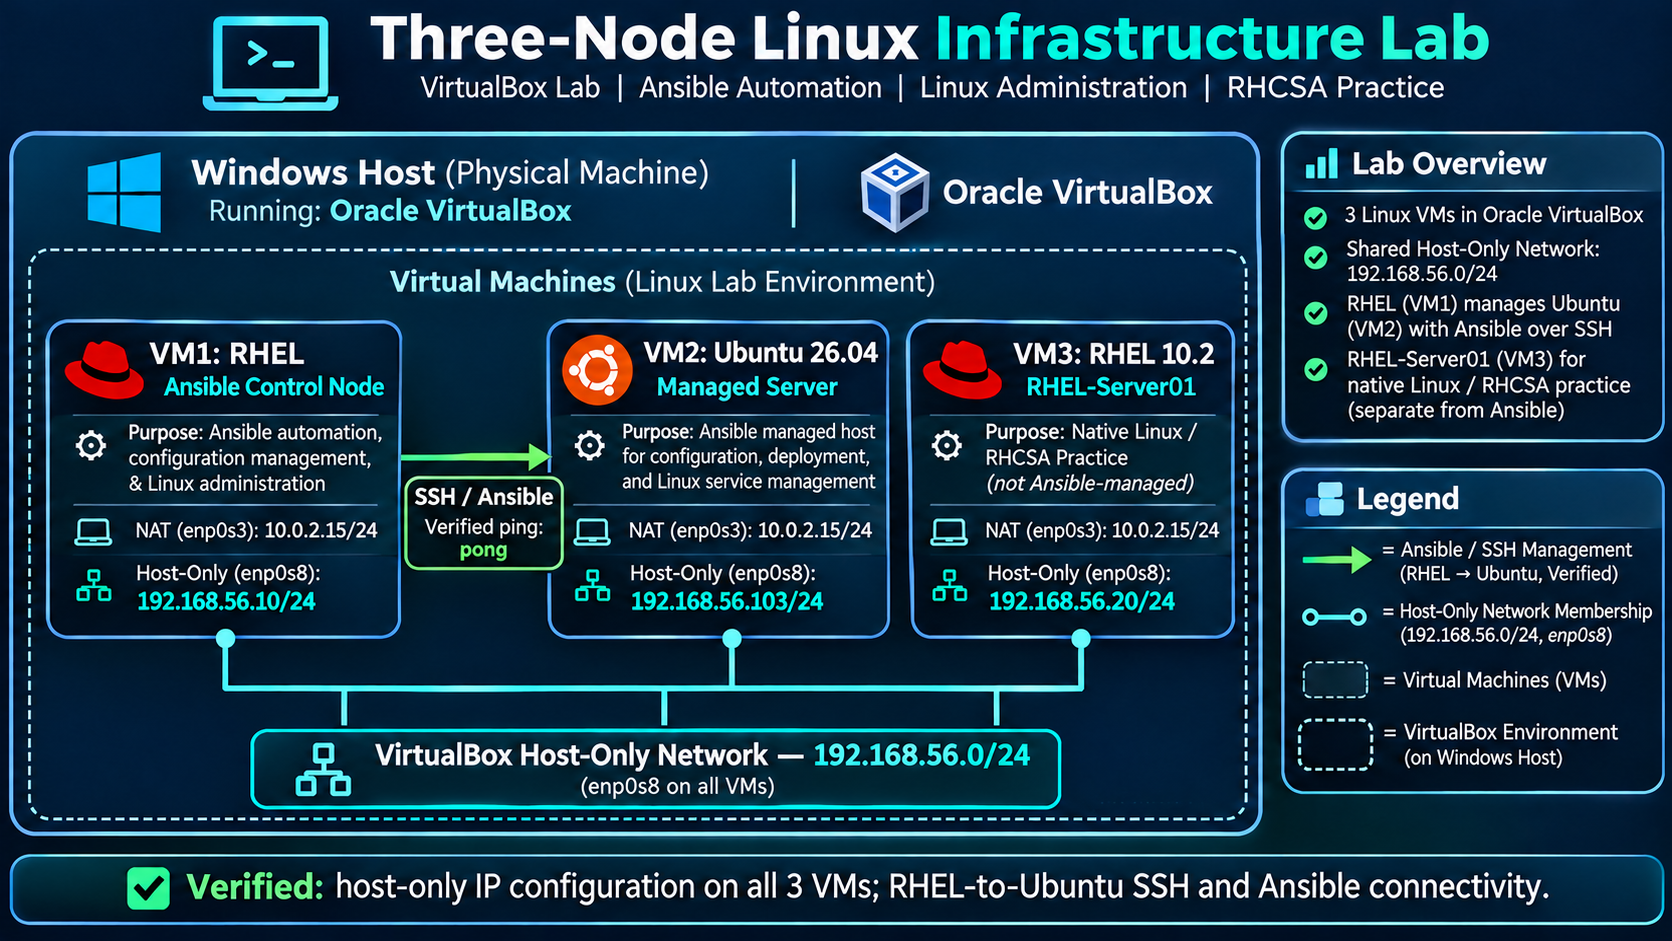 >_
Three-Node Linux Infrastructure Lab
VirtualBox Lab | Ansible Automation | Linux Administration | RHCSA Practice
Windows Host (Physical Machine)
Running: Oracle VirtualBox
Oracle VirtualBox
Virtual Machines (Linux Lab Environment)
VM1: RHEL
Ansible Control Node
Purpose: Ansible automation,
configuration management,
& Linux administration
NAT (enp0s3): 10.0.2.15/24
Host-Only (enp0s8):
192.168.56.10/24
SSH / Ansible
Verified ping:
pong
VM2: Ubuntu 26.04
Managed Server
Purpose: Ansible managed host
for configuration, deployment,
and Linux service management
NAT (enp0s3): 10.0.2.15/24
Host-Only (enp0s8):
192.168.56.103/24
VM3: RHEL 10.2
RHEL-Server01
Purpose: Native Linux /
RHCSA Practice
(not Ansible-managed)
NAT (enp0s3): 10.0.2.15/24
Host-Only (enp0s8):
192.168.56.20/24
VirtualBox Host-Only Network — 192.168.56.0/24
(enp0s8 on all VMs)
Lab Overview
3 Linux VMs in Oracle VirtualBox
Shared Host-Only Network:
192.168.56.0/24
RHEL (VM1) manages Ubuntu
(VM2) with Ansible over SSH
RHEL-Server01 (VM3) for
native Linux / RHCSA practice
(separate from Ansible)
Legend
= Ansible / SSH Management
(RHEL → Ubuntu, Verified)
= Host-Only Network Membership
(192.168.56.0/24, enp0s8)
= Virtual Machines (VMs)
= VirtualBox Environment
(on Windows Host)
Verified: host-only IP configuration on all 3 VMs; RHEL-to-Ubuntu SSH and Ansible connectivity.